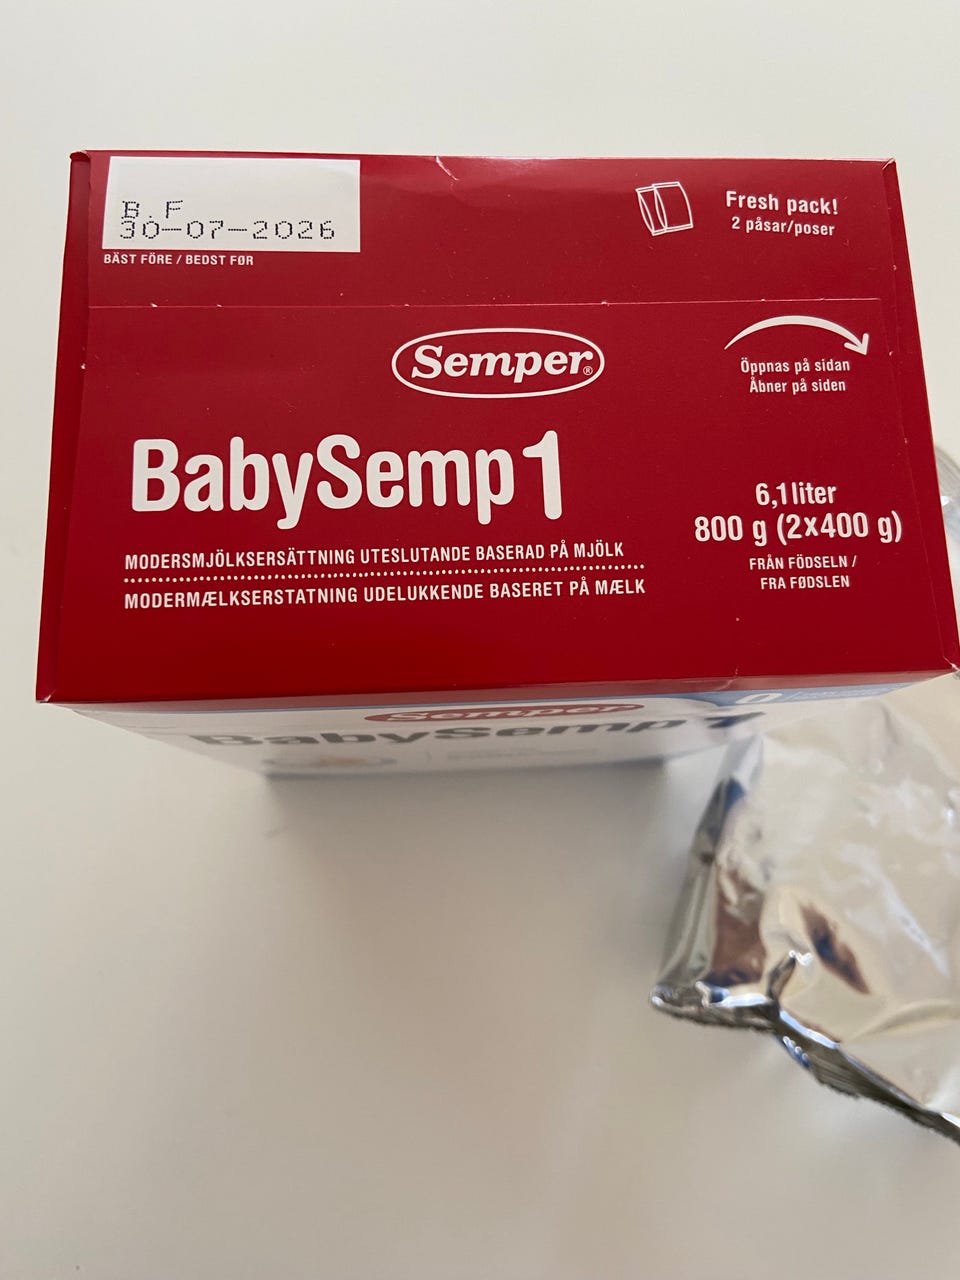 B.F
30-07-2026
BÄST FÖRE / BEDST FØR
Fresh pack!
2 påsar/poser
Semper®
Öppnas på sidan
Åbner på siden
BabySemp1
6,1 liter
800 g (2x400 g)
FRÅN FÖDSELN /
FRA FØDSLEN
MODERSMJÖLKSERSÄTTNING UTESLUTANDE BASERAD PÅ MJÖLK
MODERMÆLKSERSTATNING UDELUKKENDE BASERET PÅ MÆLK
Semper
BabySemp 1